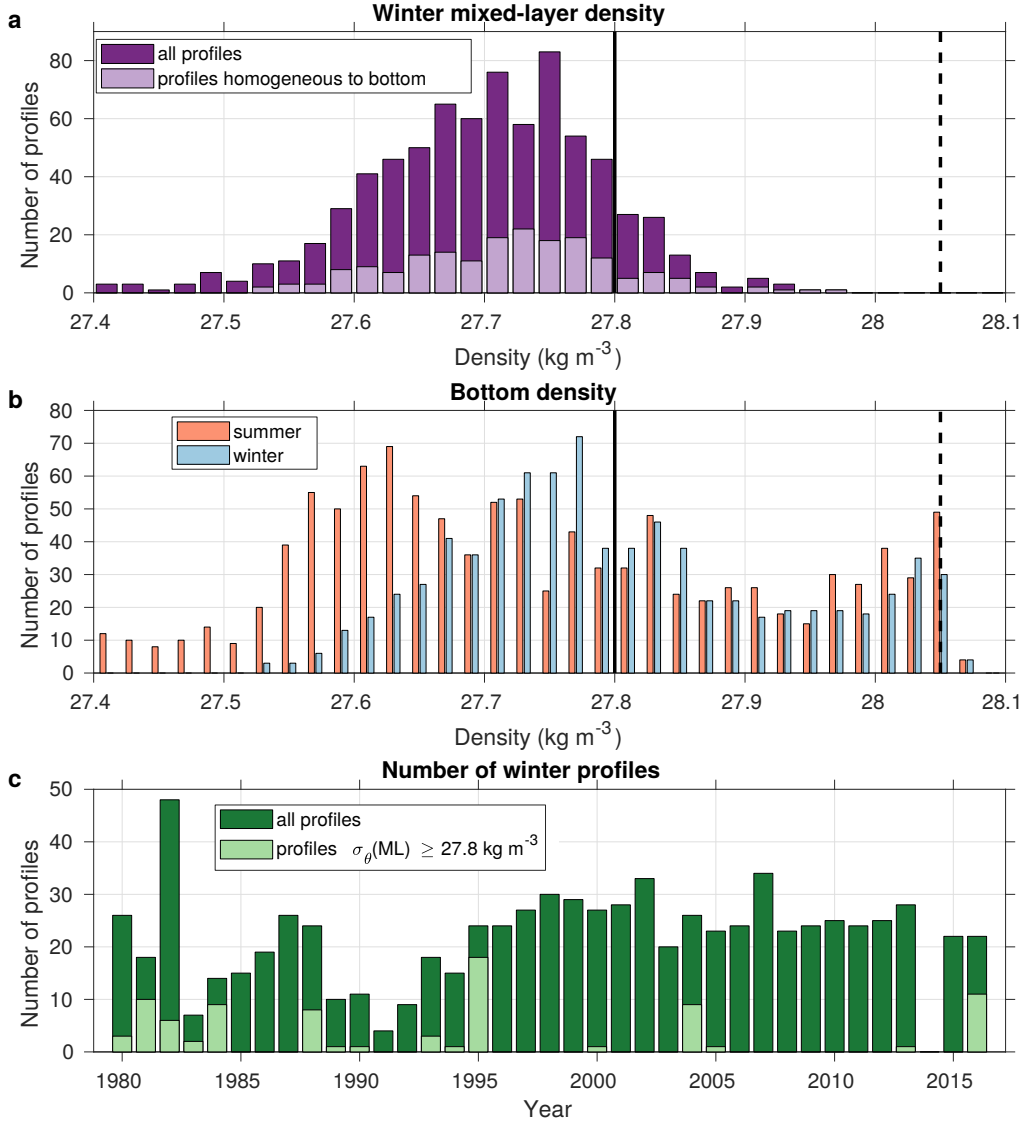 a
Winter mixed-layer density
all profiles
profiles homogeneous to bottom
Number of profiles
80
60
40
20
0
27.4 27.5 27.6 27.7 27.8 27.9 28 28.1
Density (kg m⁻³)
b
Bottom density
summer
winter
Number of profiles
80
70
60
50
40
30
20
10
0
27.4 27.5 27.6 27.7 27.8 27.9 28 28.1
Density (kg m⁻³)
c
Number of winter profiles
all profiles
profiles σ_θ(ML) ≥ 27.8 kg m⁻³
Number of profiles
50
40
30
20
10
0
1980 1985 1990 1995 2000 2005 2010 2015
Year